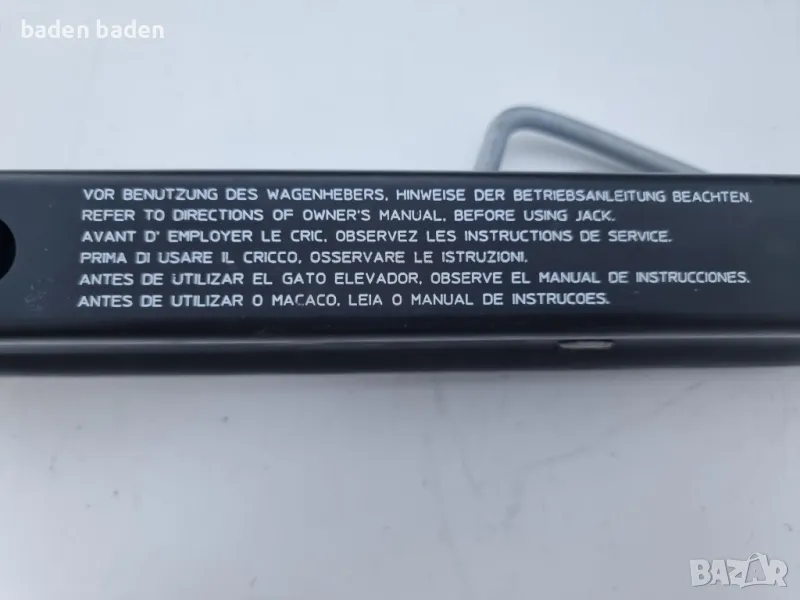 baden baden
VOR BENUTZUNG DES WAGENHEBERS, HINWEISE DER BETRIEBSANLEITUNG BEACHTEN.
REFER TO DIRECTIONS OF OWNER'S MANUAL, BEFORE USING JACK.
AVANT D' EMPLOYER LE CRIC, OBSERVEZ LES INSTRUCTIONS DE SERVICE.
PRIMA DI USARE IL CRICCO, OSSERVARE LE ISTRUZIONI.
ANTES DE UTILIZAR EL GATO ELEVADOR, OBSERVE EL MANUAL DE INSTRUCCIONES.
ANTES DE UTILIZAR O MACACO, LEIA O MANUAL DE INSTRUCOES.
BAZAR